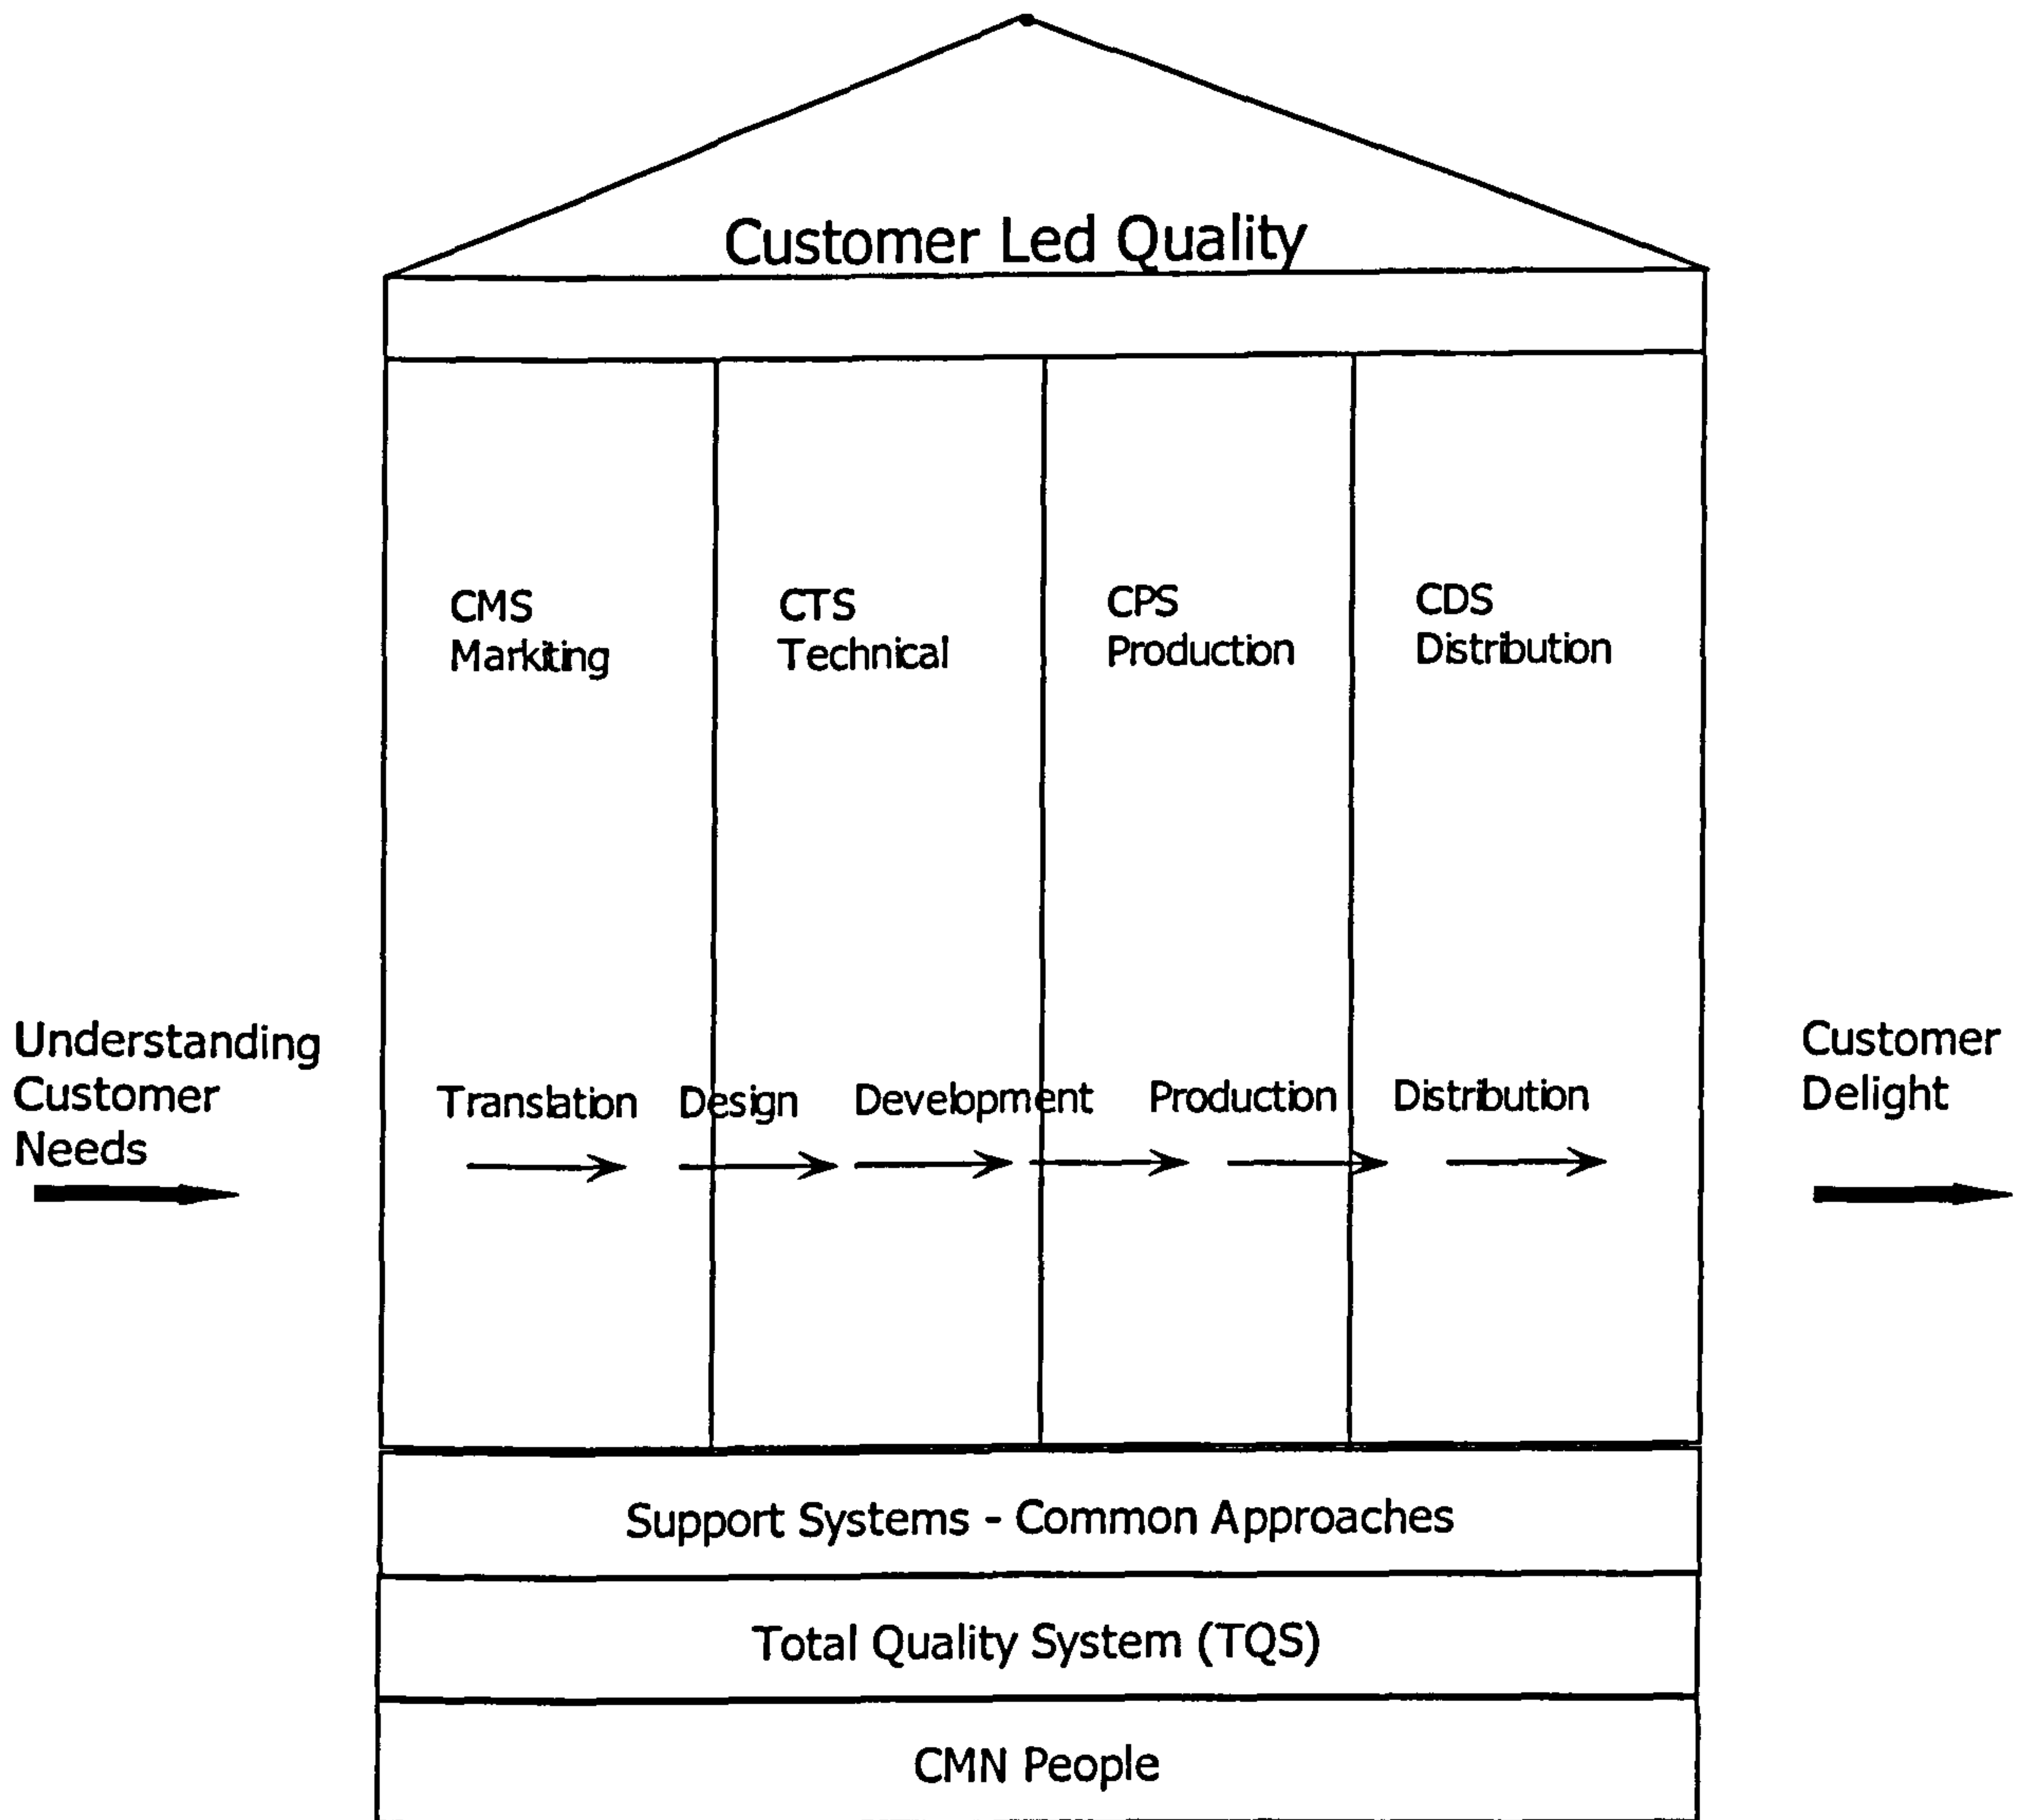 Customer Led Quality
CMS
Markiting
CTS
Technical
CPS
Production
CDS
Distribution
Understanding
Customer
Needs
Translation
Design
Development
Production
Distribution
Customer
Delight
Support Systems - Common Approaches
Total Quality System (TQS)
CMN People